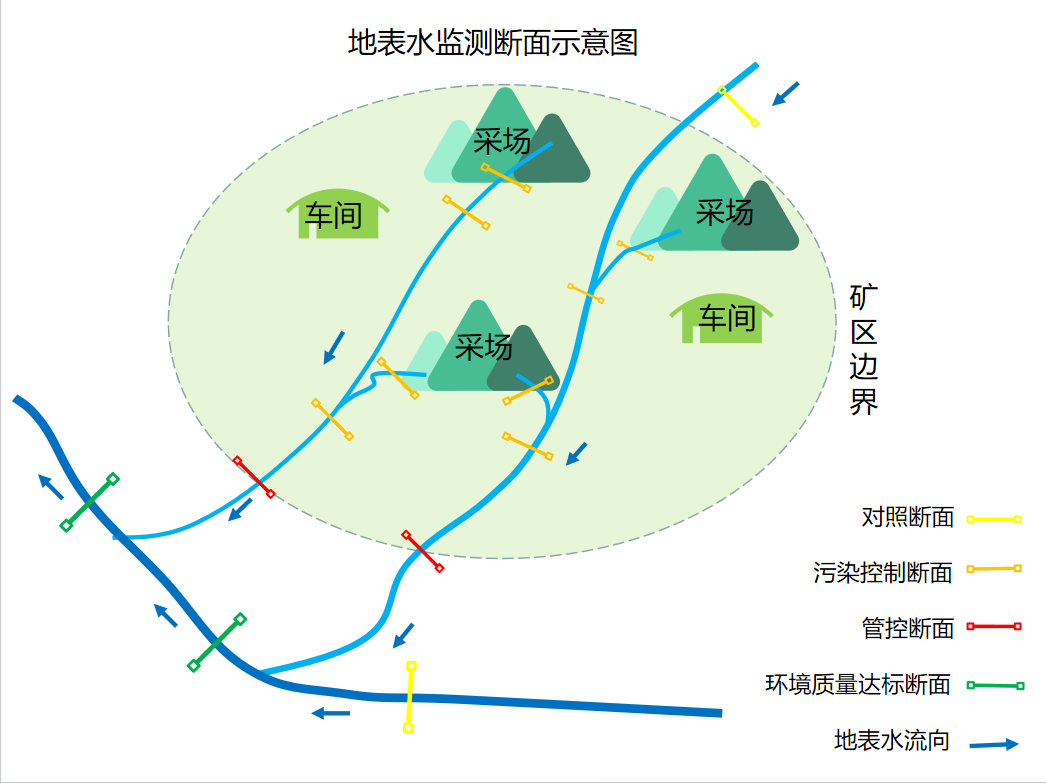 地表水监测断面示意图
采场
采场
车间
车间
采场
矿
区
边
界
对照断面
污染控制断面
管控断面
环境质量达标断面
地表水流向